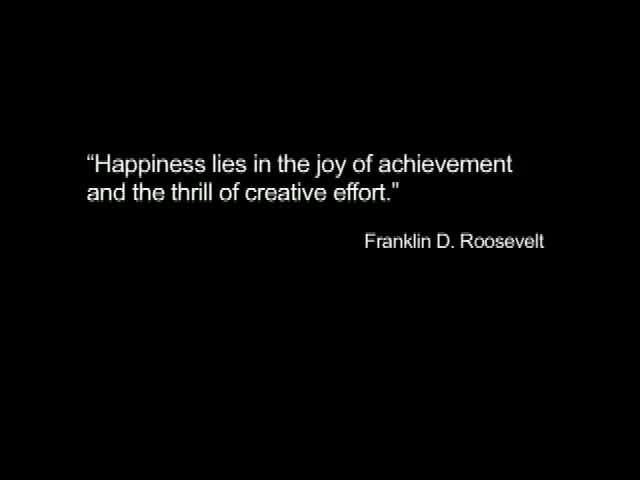 “Happiness lies in the joy of achievement
and the thrill of creative effort.”
Franklin D. Roosevelt